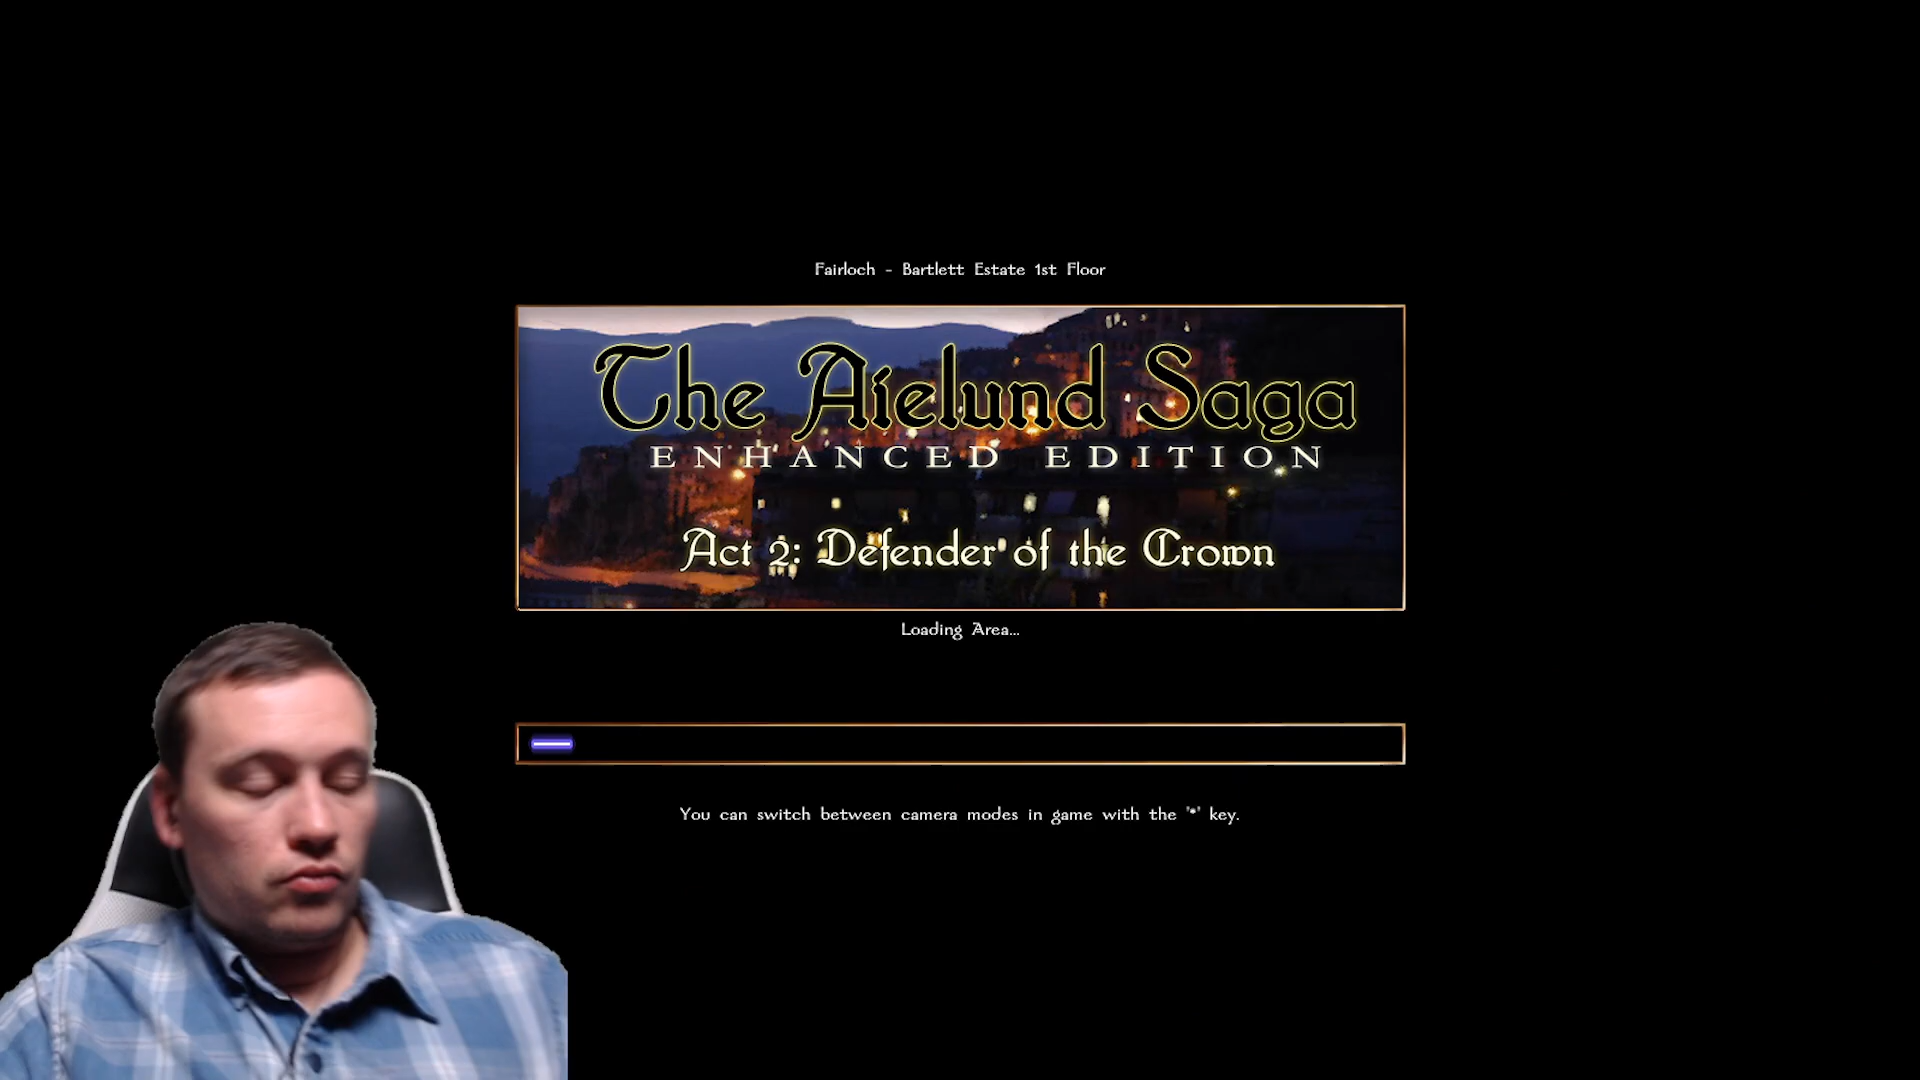 Fairloch - Bartlett Estate 1st Floor
The Aielund Saga
ENHANCED EDITION
Act 2: Defender of the Crown
Loading Area...
You can switch between camera modes in game with the '*' key.